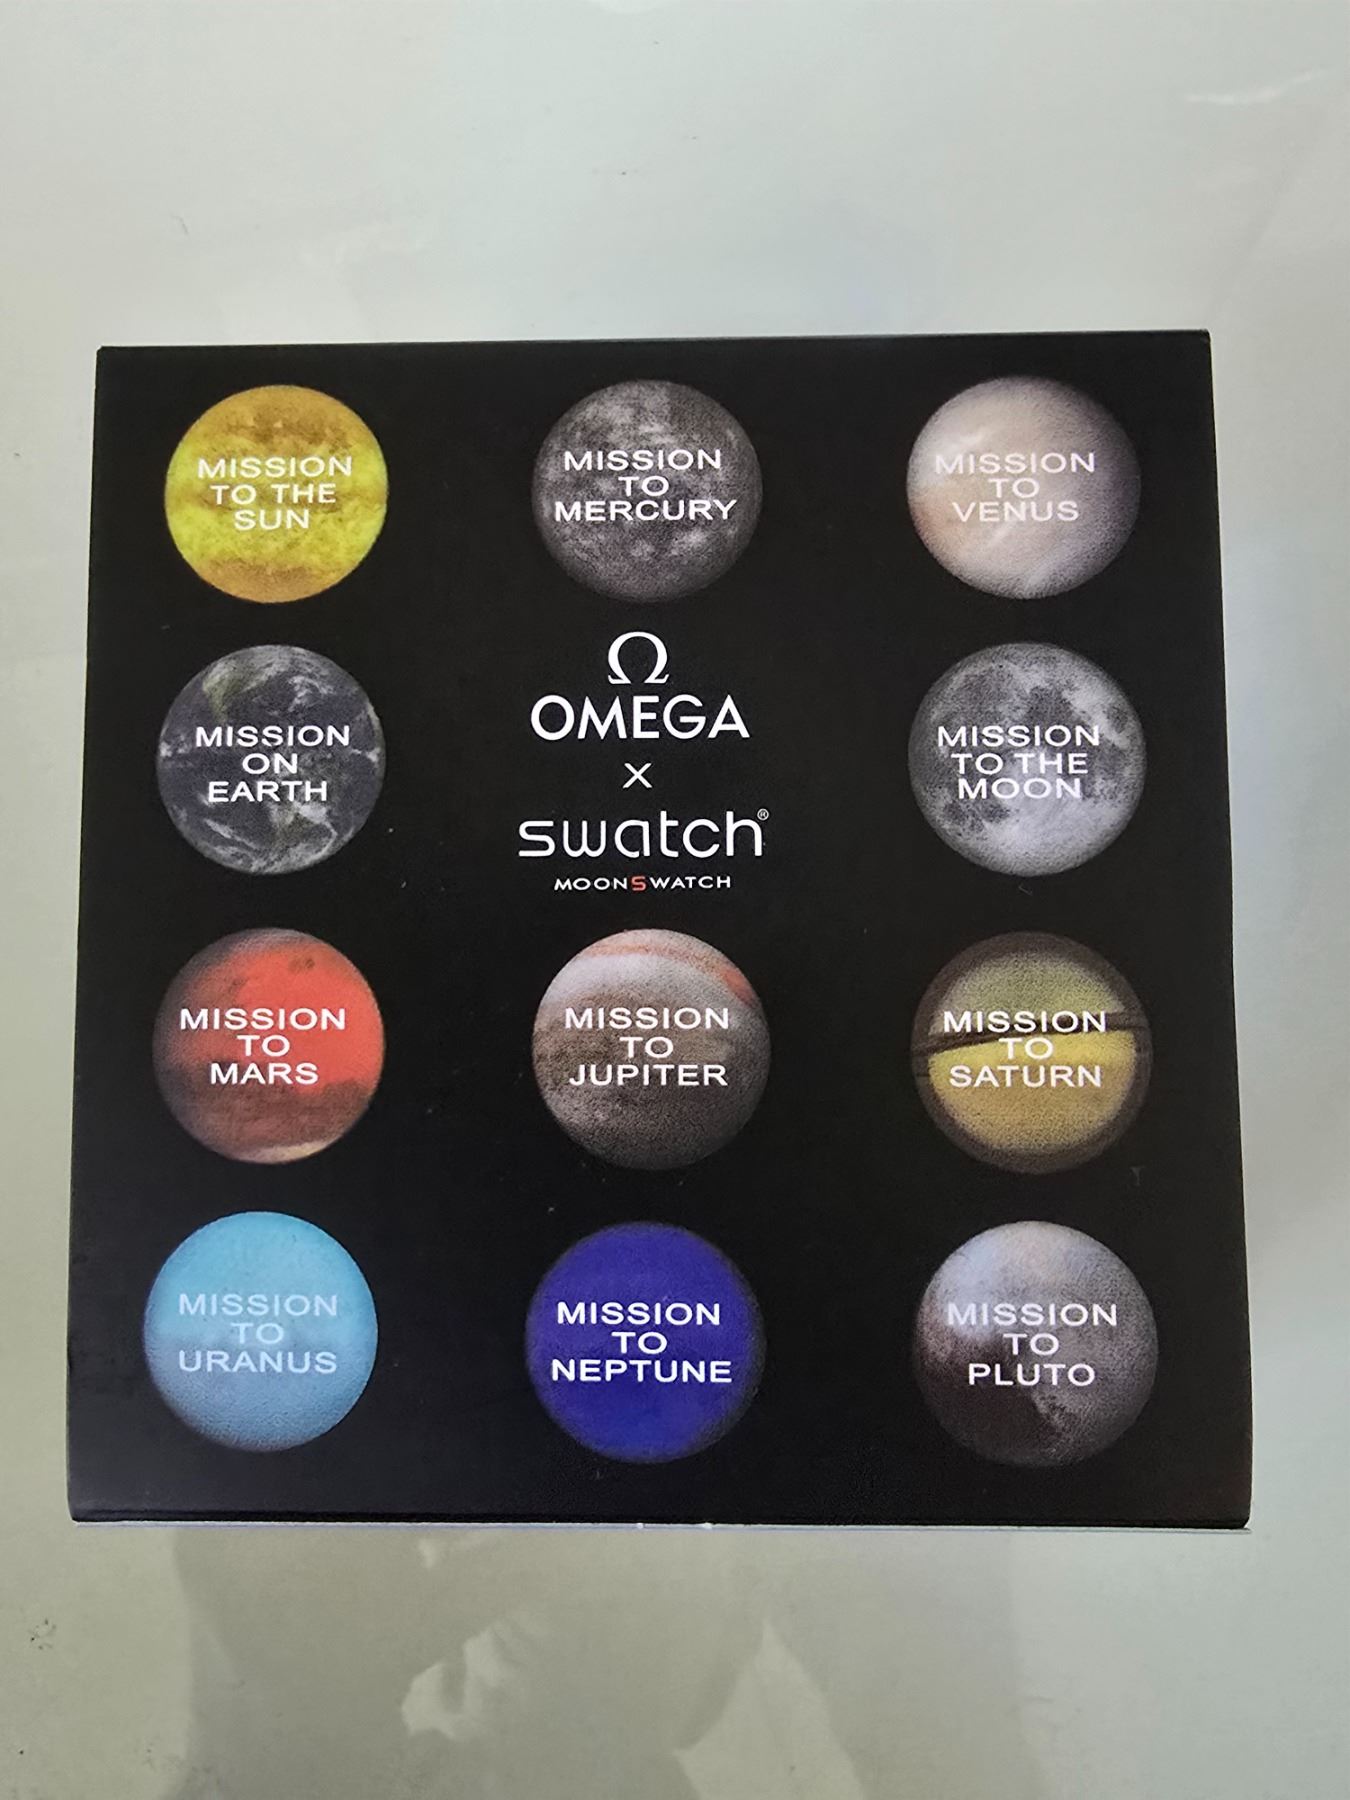 MISSION
TO THE
SUN
MISSION
TO
MERCURY
MISSION
TO
VENUS
MISSION
ON
EARTH
Ω
OMEGA
x
swatch®
MOONSWATCH
MISSION
TO THE
MOON
MISSION
TO
MARS
MISSION
TO
JUPITER
MISSION
TO
SATURN
MISSION
TO
URANUS
MISSION
TO
NEPTUNE
MISSION
TO
PLUTO